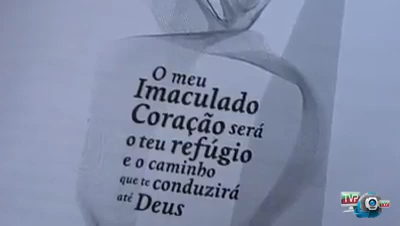 O meu
Imaculado
Coração será
o teu refúgio
e o caminho
que te conduzirá
até Deus